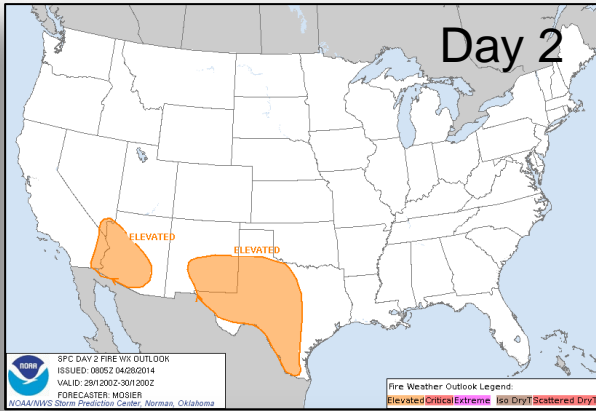 Day 2
ELEVATED
ELEVATED
NOAA
SPC DAY 2 FIRE WX OUTLOOK
ISSUED: 0805Z 04/28/2014
VALID: 29/1200Z-30/1200Z
FORECASTER: MOSIER
NOAA/NWS Storm Prediction Center, Norman, Oklahoma
Fire Weather Outlook Legend:
Elevated Critical Extreme Iso DryT Scattered DryT